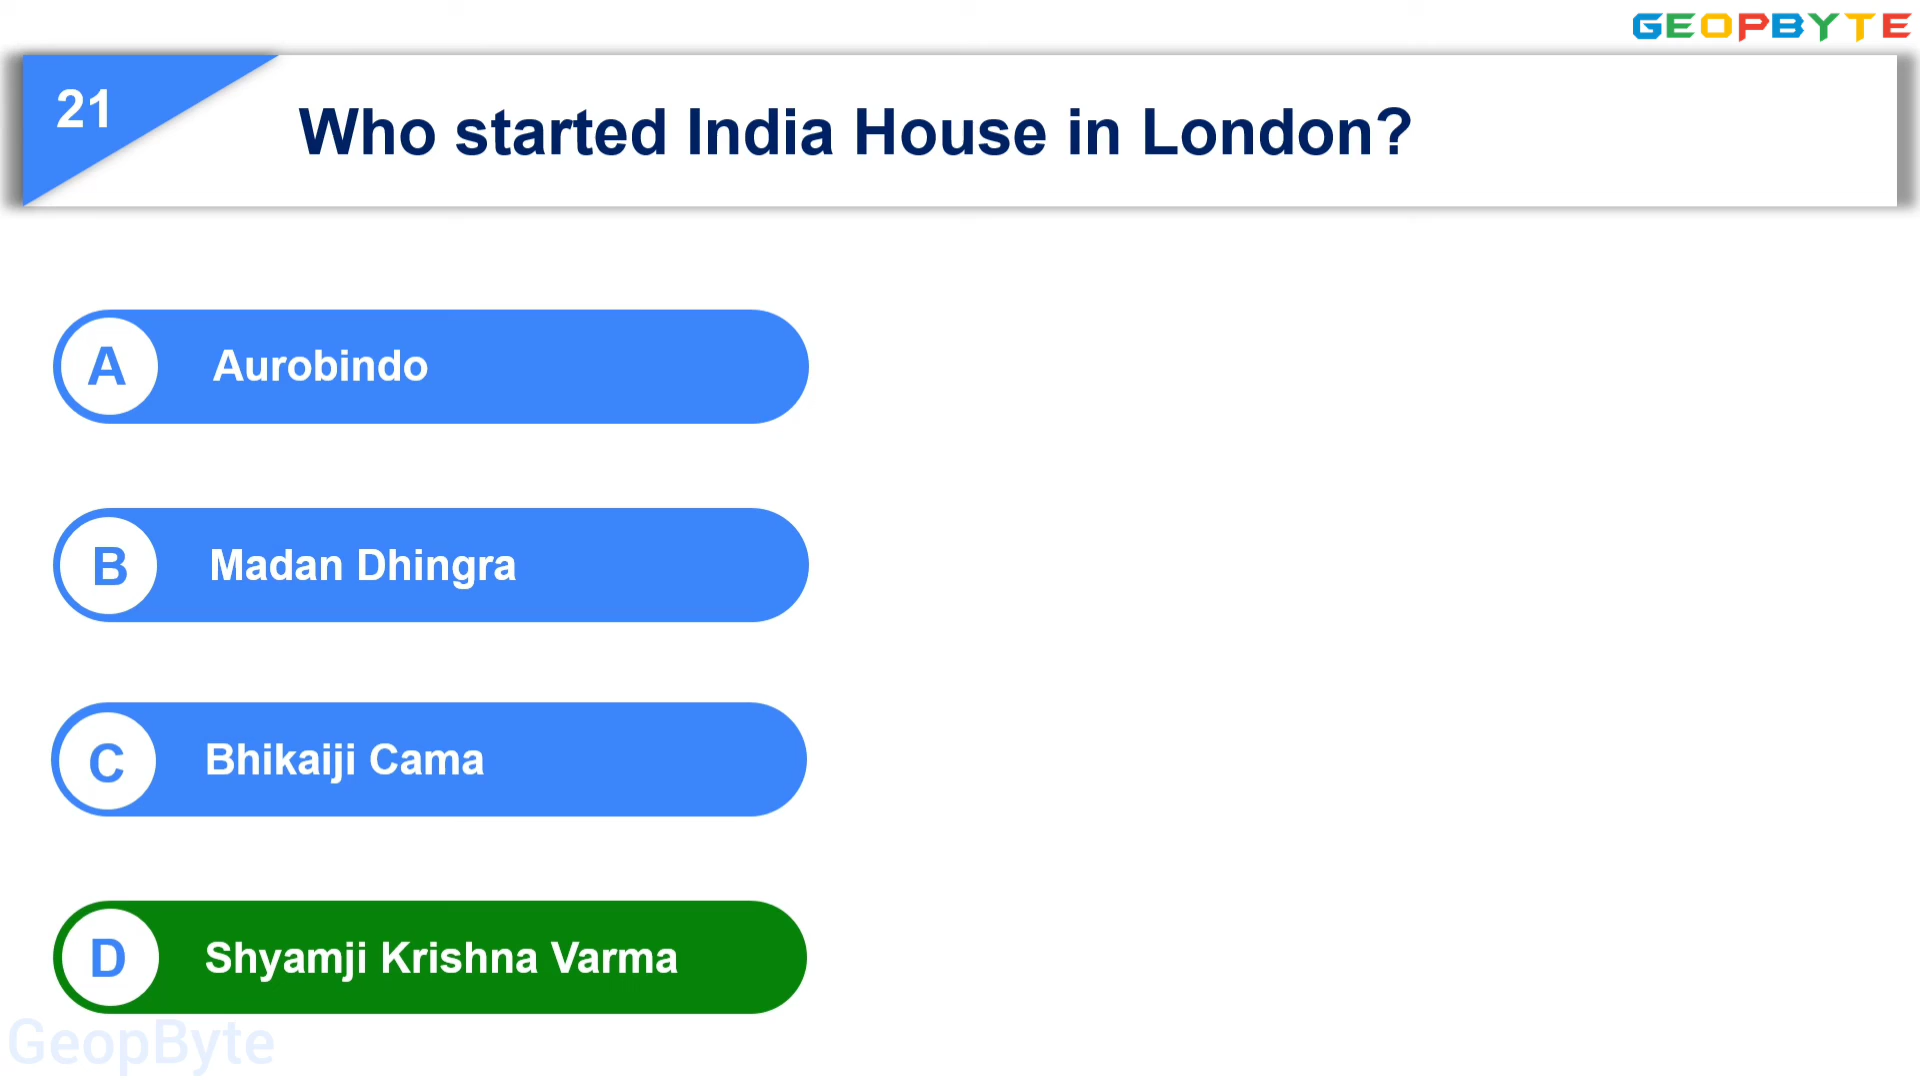 GEOPBYTE
21
Who started India House in London?
A Aurobindo
B Madan Dhingra
C Bhikaiji Cama
D Shyamji Krishna Varma
GeopByte